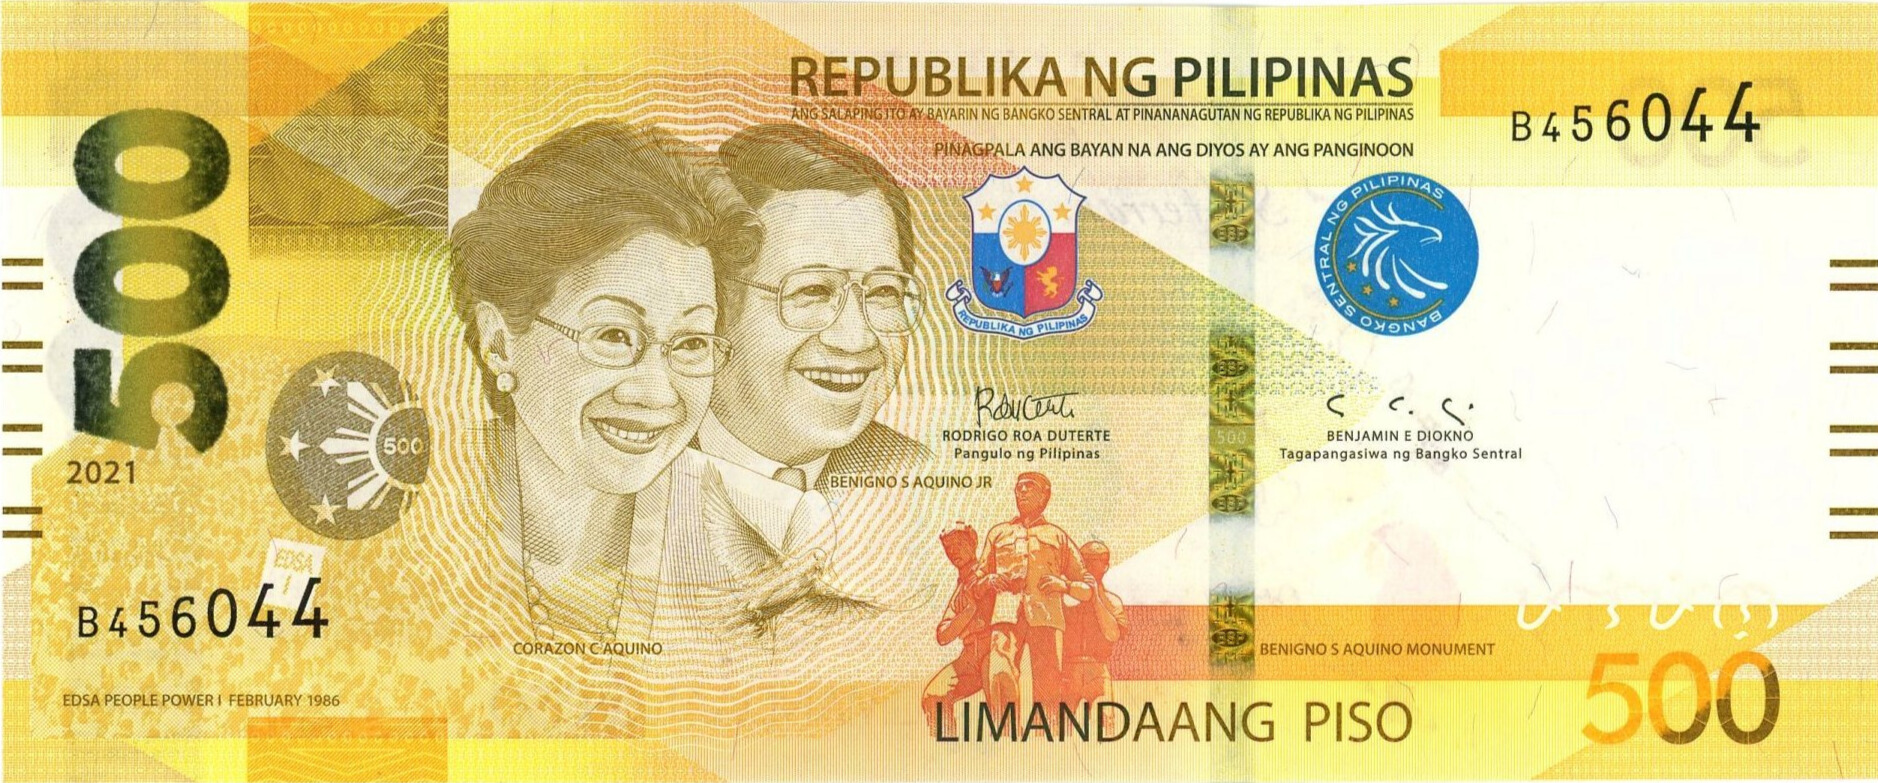 REPUBLIKA NG PILIPINAS
ANG SALAPING ITO AY BAYARIN NG BANGKO SENTRAL AT PINANANAGUTAN NG REPUBLIKA NG PILIPINAS
PINAGPALA ANG BAYAN NA ANG DIYOS AY ANG PANGINOON
B456044
500
REPUBLIKA NG PILIPINAS
BANGKO SENTRAL NG PILIPINAS
RODRIGO ROA DUTERTE
Pangulo ng Pilipinas
BENJAMIN E DIOKNO
Tagapangasiwa ng Bangko Sentral
500
500
2021
BENIGNO S AQUINO JR
EDSA
I
B456044
CORAZON C AQUINO
BENIGNO S AQUINO MONUMENT
EDSA PEOPLE POWER I FEBRUARY 1986
LIMANDAANG PISO
500